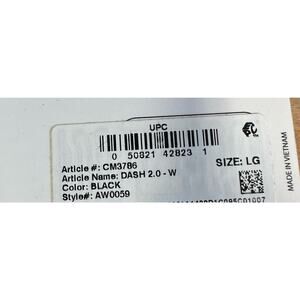 UPC
0 50821 42823 1
Article #: CM3786
SIZE: LG
Article Name: DASH 2.0 - W
Color: BLACK
Style#: AW0059
MADE IN VIETNAM